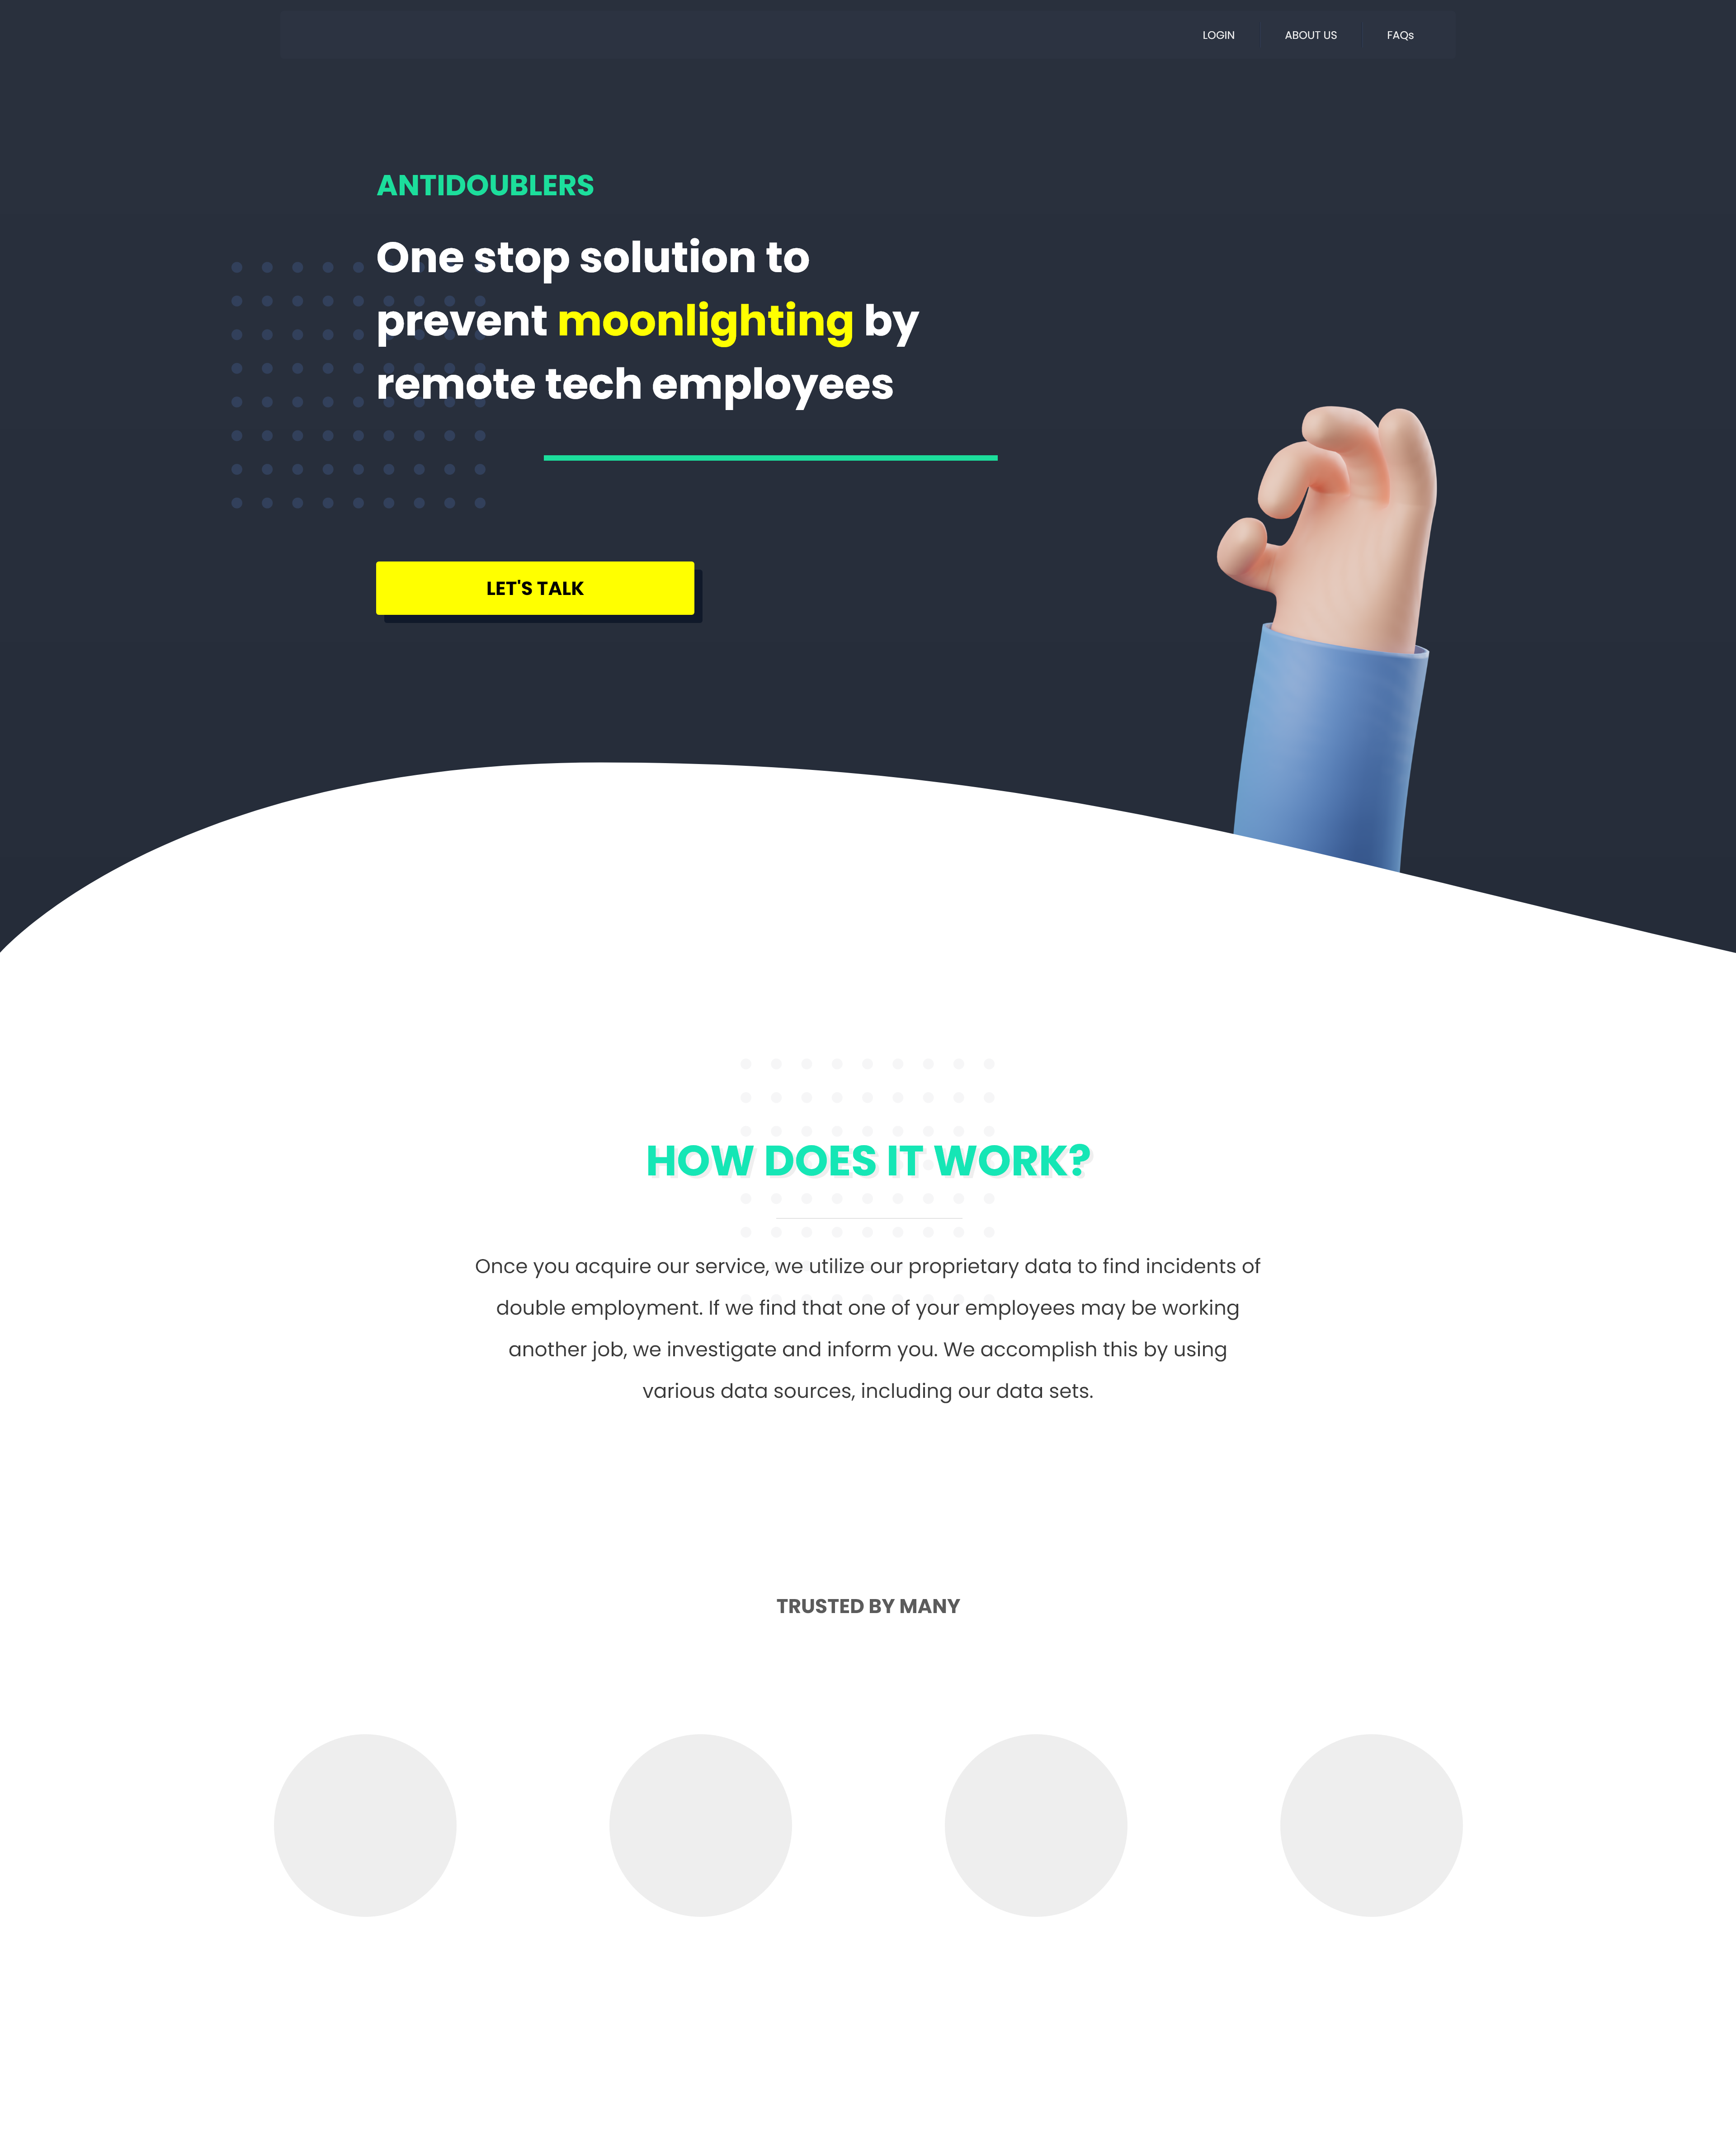 LOGIN
ABOUT US
FAQs
ANTIDOUBLERS
One stop solution to
prevent moonlighting by
remote tech employees
LET'S TALK
HOW DOES IT WORK?
Once you acquire our service, we utilize our proprietary data to find incidents of
double employment. If we find that one of your employees may be working
another job, we investigate and inform you. We accomplish this by using
various data sources, including our data sets.
TRUSTED BY MANY